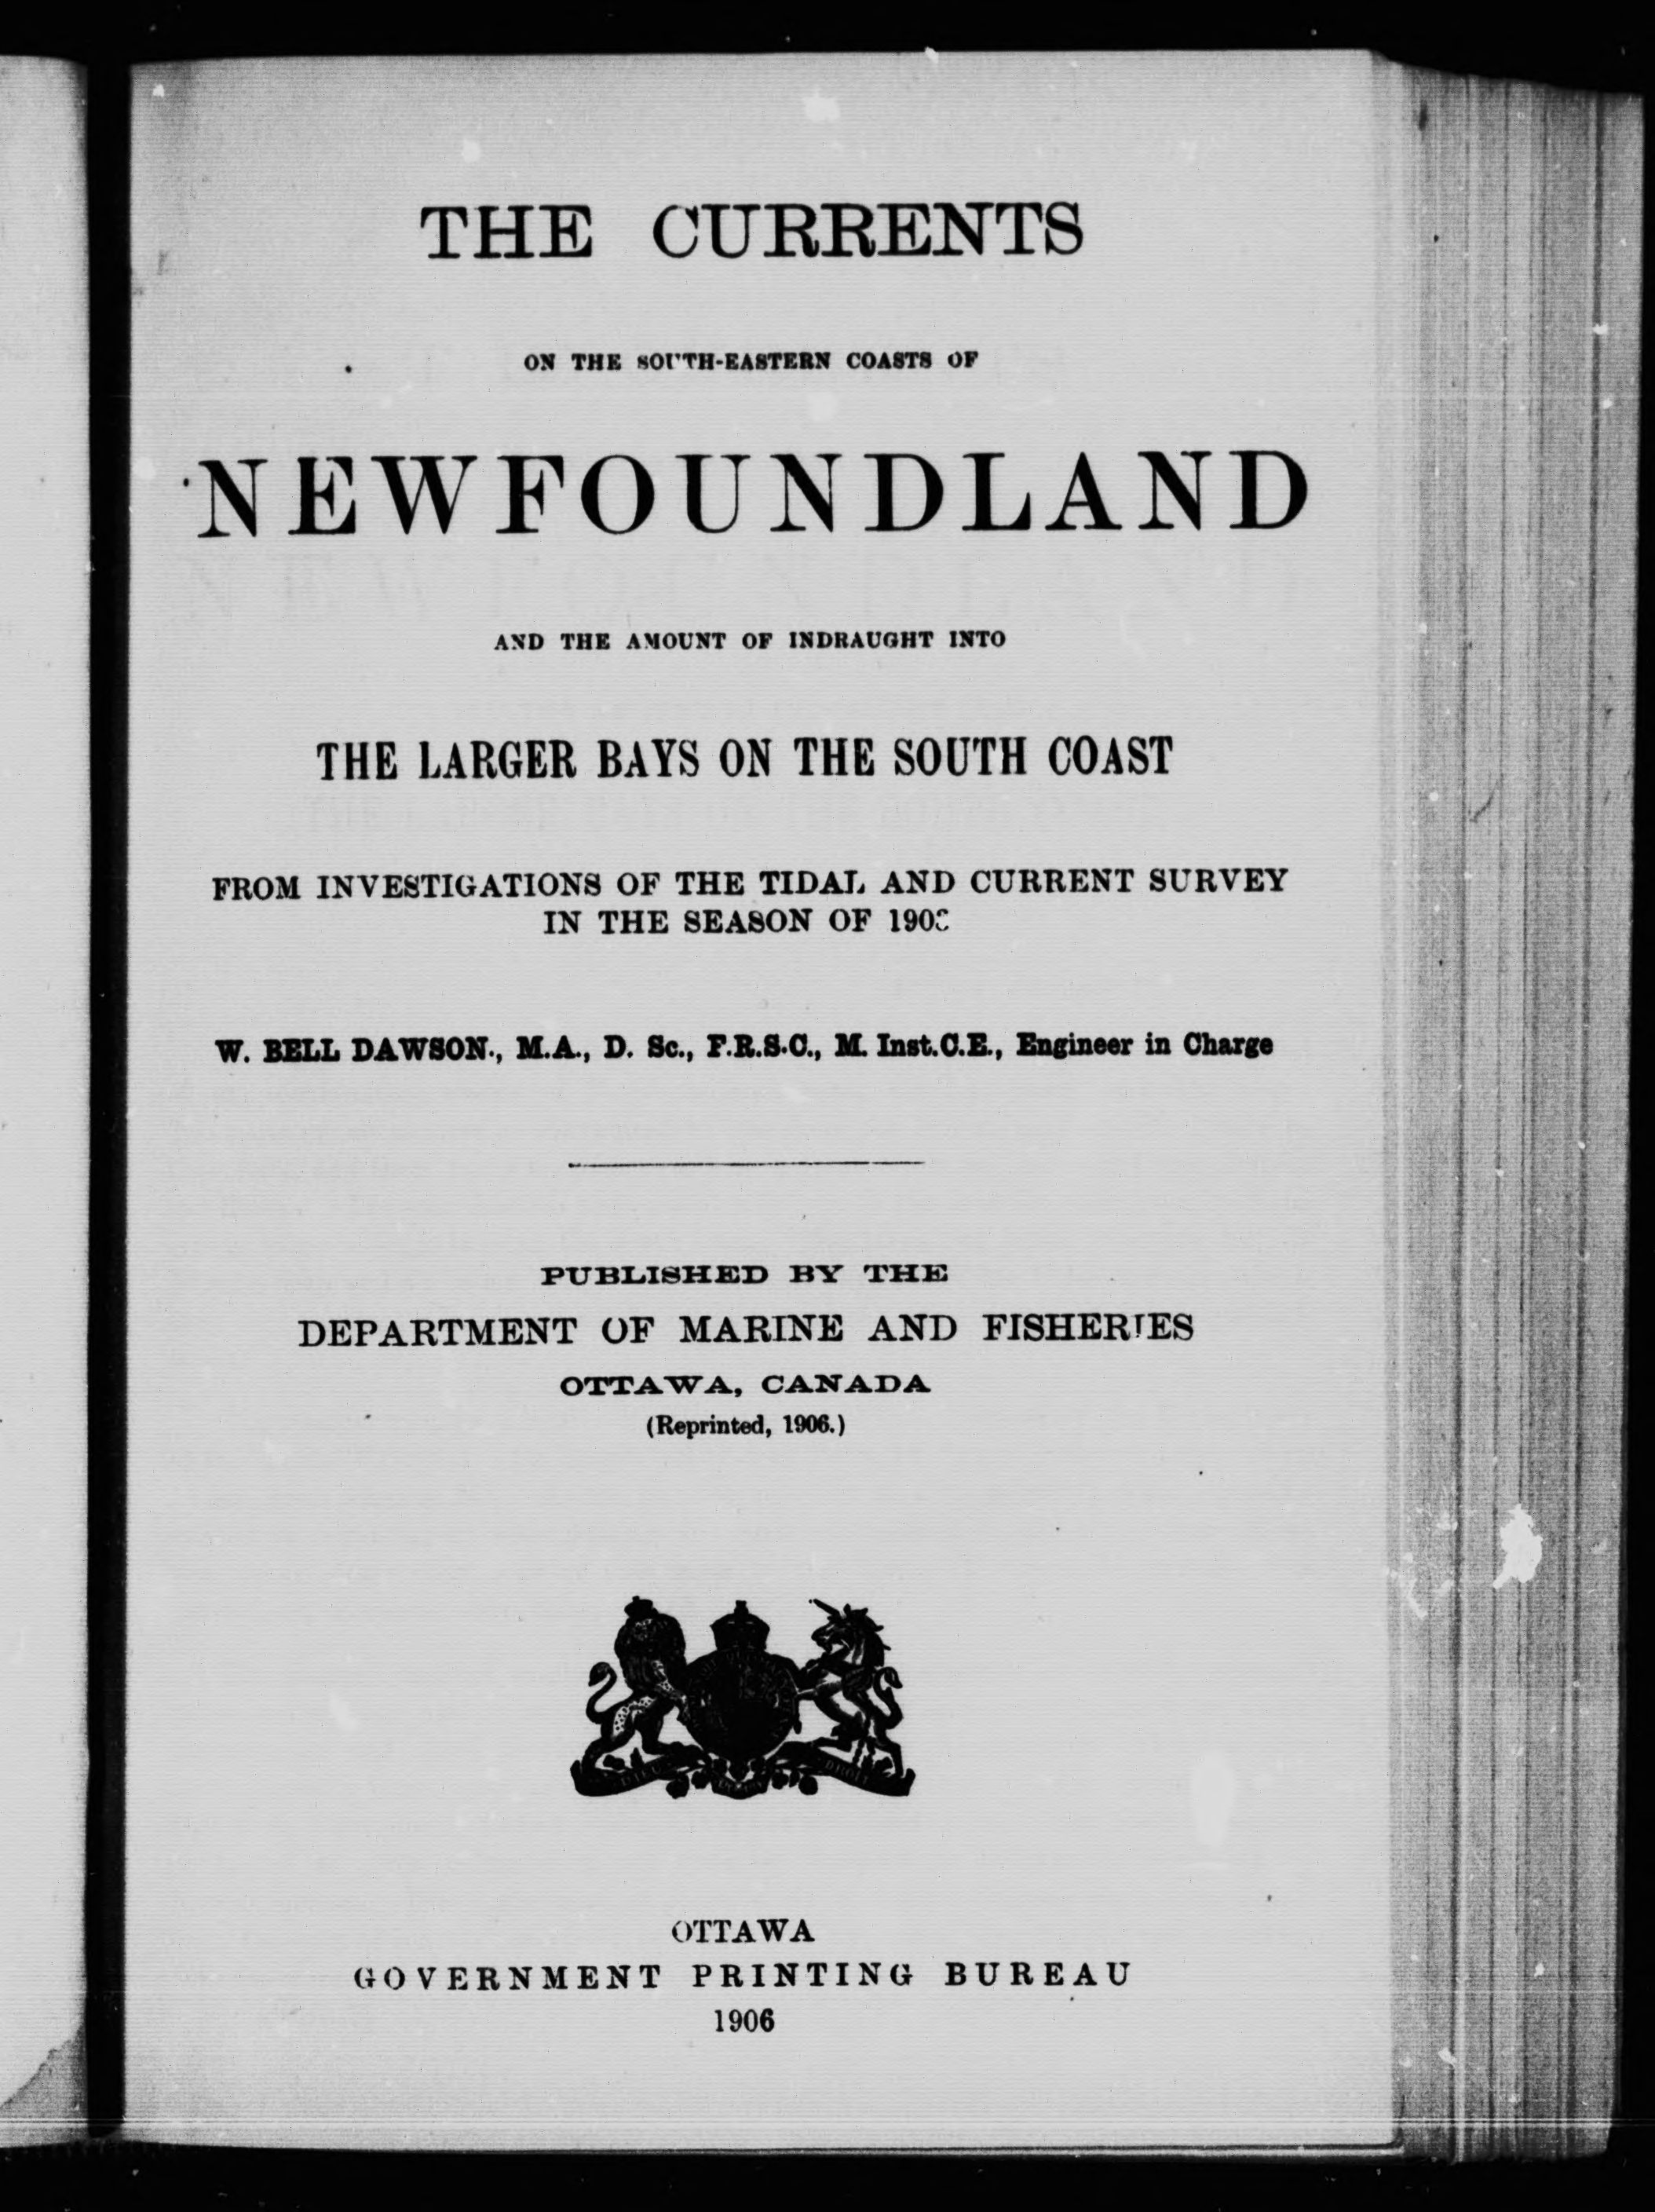 THE CURRENTS
ON THE SOUTH-EASTERN COASTS OF
NEWFOUNDLAND
AND THE AMOUNT OF INDRAUGHT INTO
THE LARGER BAYS ON THE SOUTH COAST
FROM INVESTIGATIONS OF THE TIDAL AND CURRENT SURVEY
IN THE SEASON OF 1903
W. BELL DAWSON., M.A., D. Sc., F.R.S.C., M. Inst.C.E., Engineer in Charge
PUBLISHED BY THE
DEPARTMENT OF MARINE AND FISHERIES
OTTAWA, CANADA
(Reprinted, 1906.)
DROIT
OTTAWA
GOVERNMENT PRINTING BUREAU
1906